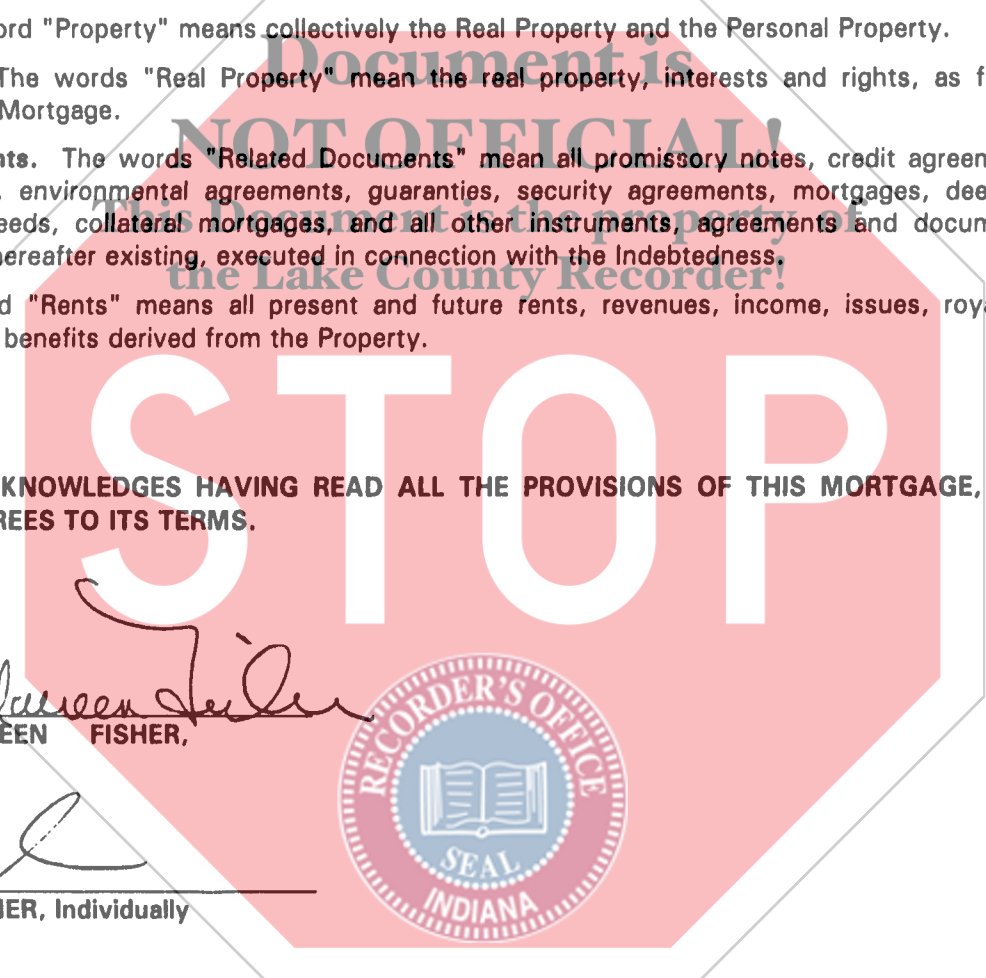 ord "Property" means collectively the Real Property and the Personal Property.
Document is
The words "Real Property" mean the real property, interests and rights, as f
Mortgage.
NOT OFFICIAL!
nts. The words "Related Documents" mean all promissory notes, credit agreen
, environmental agreements, guaranties, security agreements, mortgages, dee
This Document is the property of
eeds, collateral mortgages, and all other instruments, agreements and docum
ereafter existing, executed in connection with the Indebtedness.
the Lake County Recorder!
d "Rents" means all present and future rents, revenues, income, issues, roya
benefits derived from the Property.
STOP
KNOWLEDGES HAVING READ ALL THE PROVISIONS OF THIS MORTGAGE,
REES TO ITS TERMS.
EEN FISHER,
RECORDER'S OFFICE
SEAL
INDIANA
ER, Individually